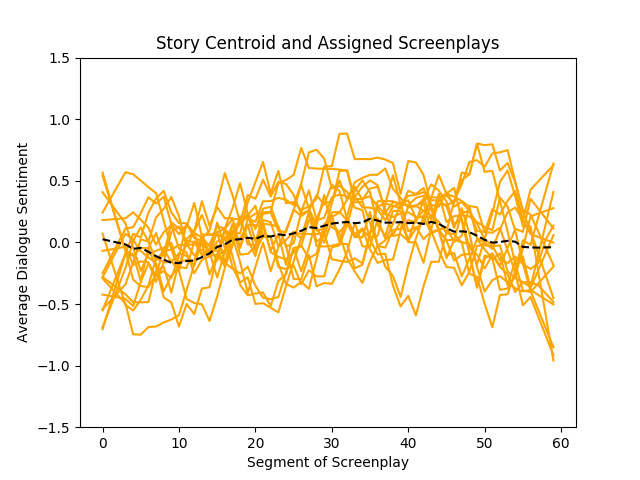 Story Centroid and Assigned Screenplays
1.5
1.0
0.5
0.0
−0.5
−1.0
−1.5
Average Dialogue Sentiment
0 10 20 30 40 50 60
Segment of Screenplay